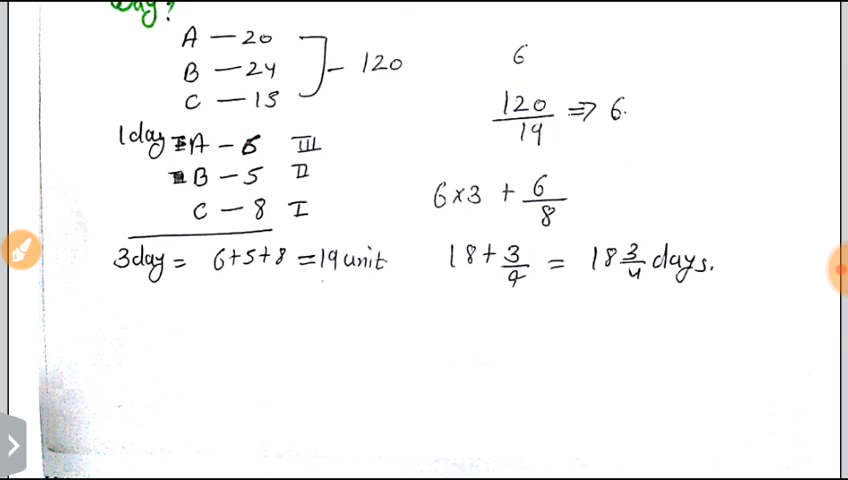 way?
A — 20
B — 24 — 120
C — 15
6
120/19 => 6.
1day A — 6 III
B — 5 II
C — 8 I
6×3 + 6/8
3day = 6+5+8 = 19 unit
18 + 3/4 = 18 3/4 days.